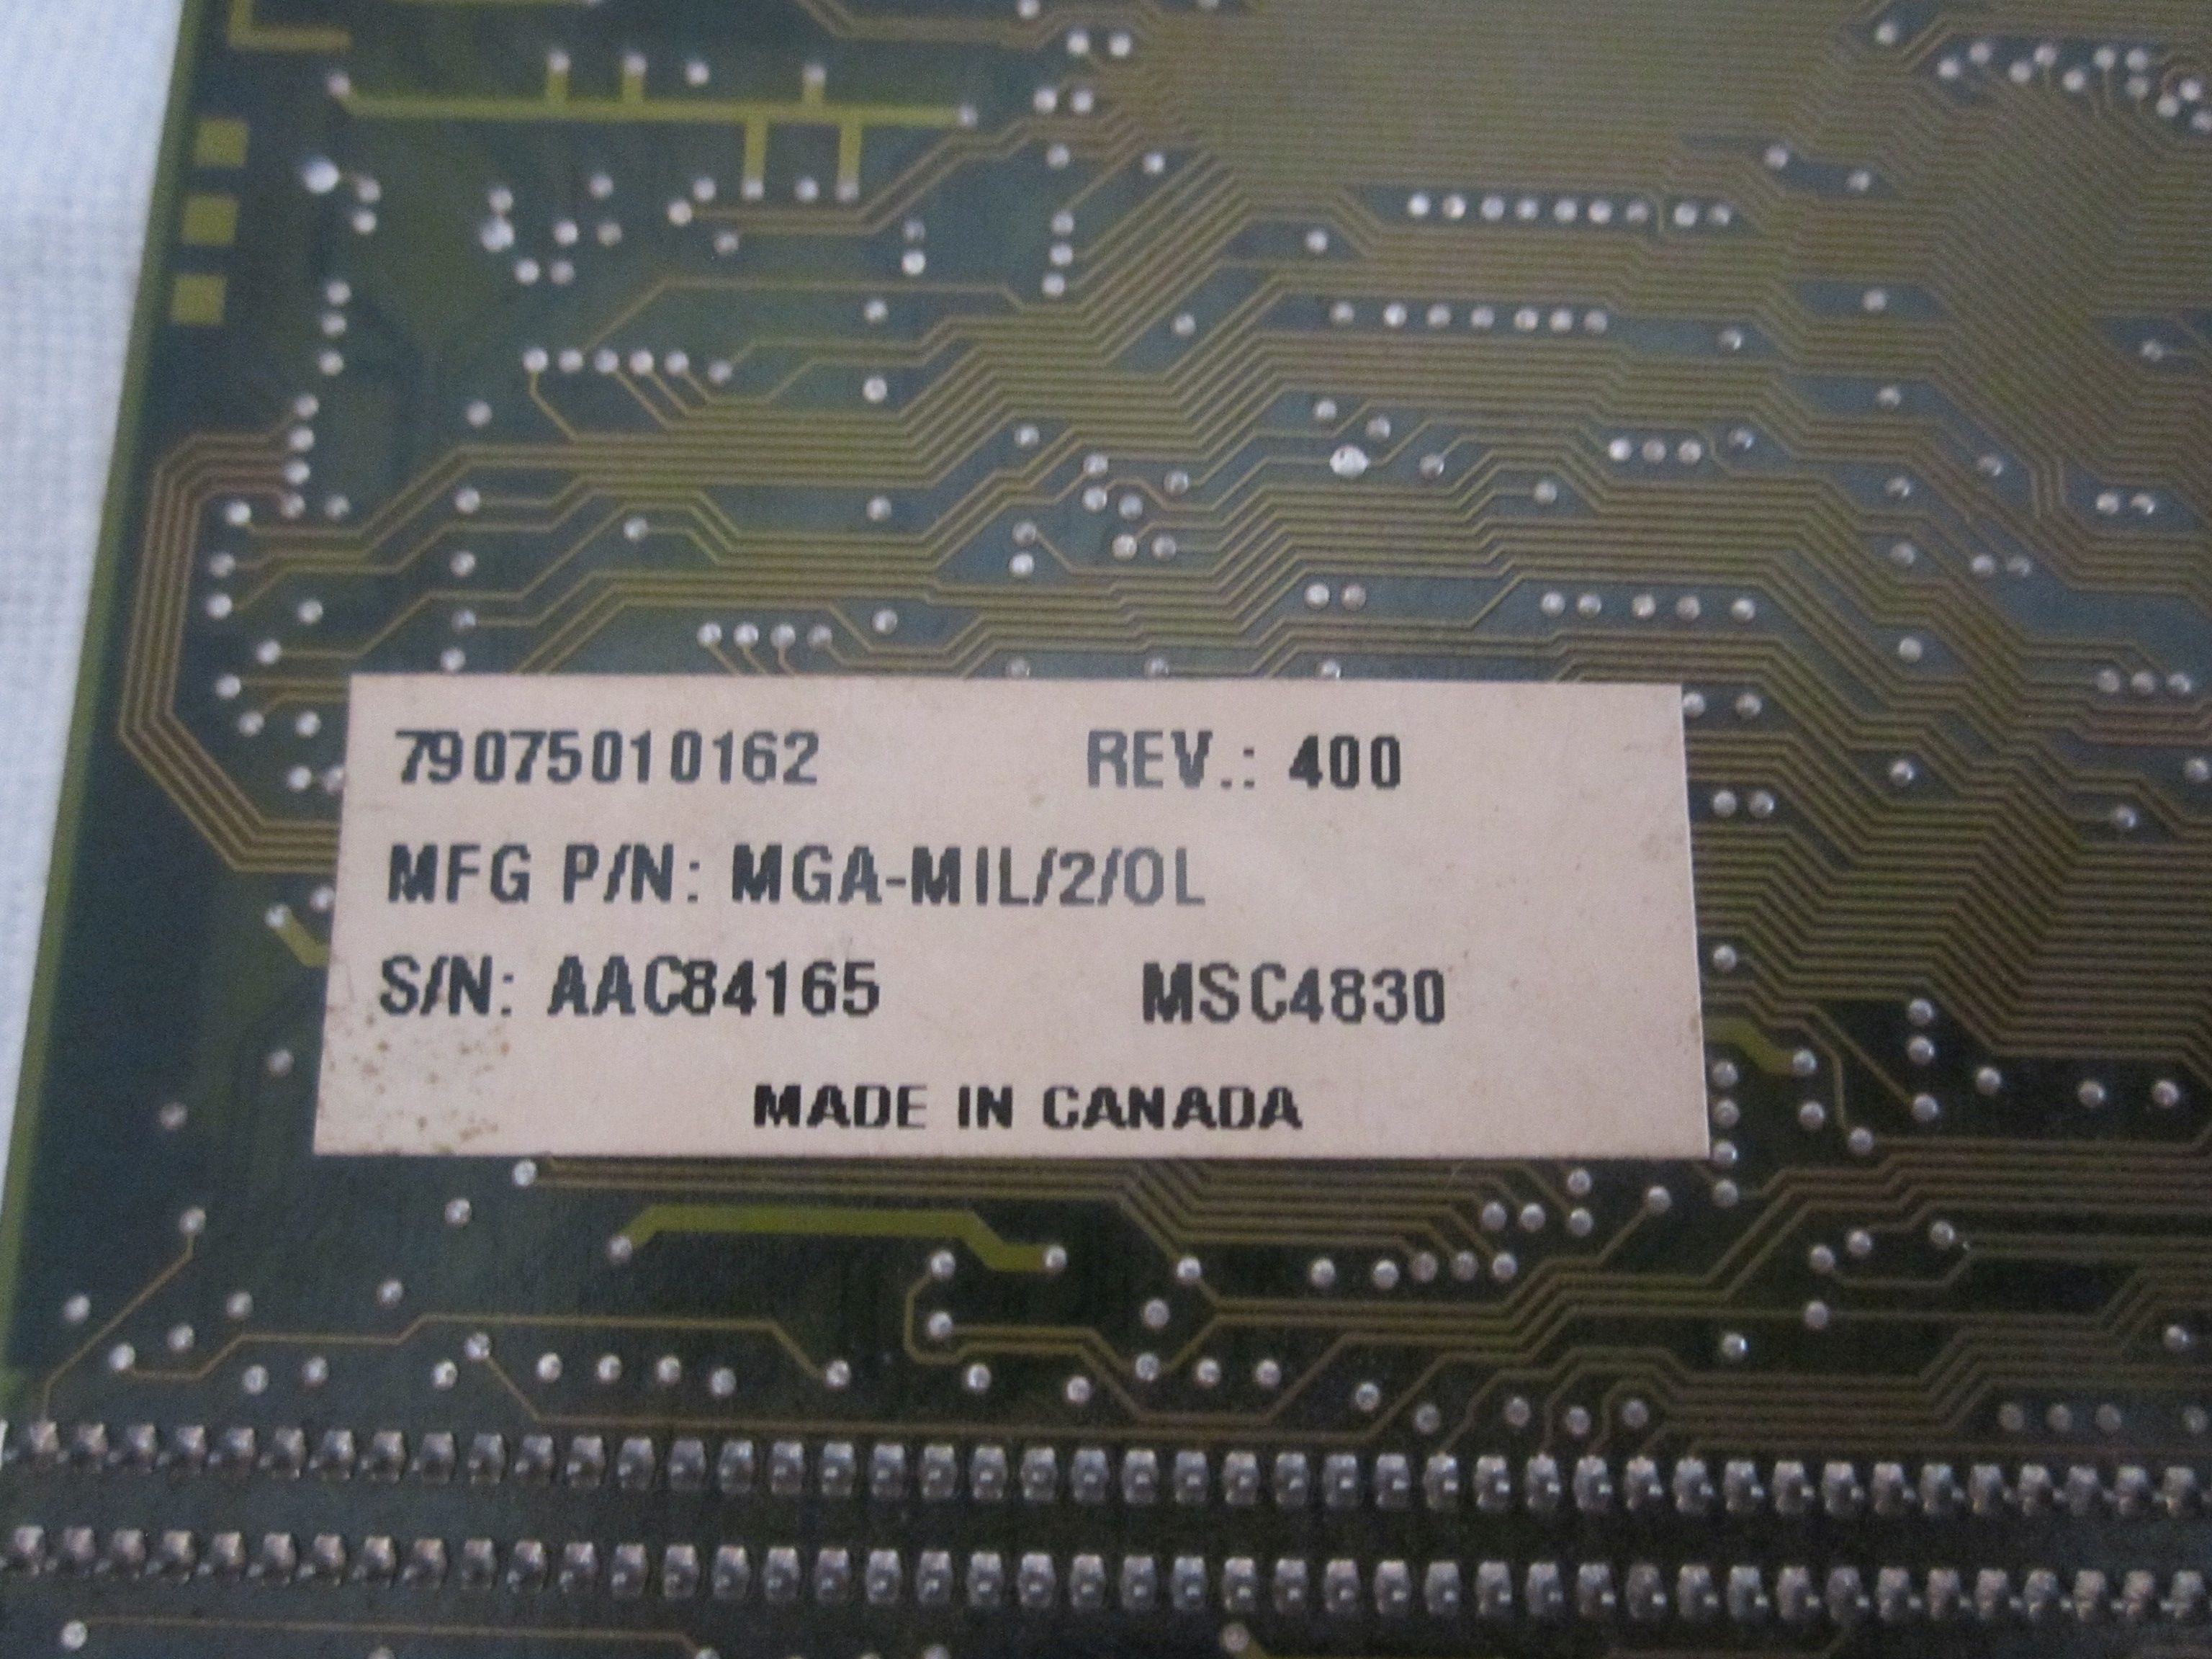 79075010162 REV.: 400
MFG P/N: MGA-MIL/2/OL
S/N: AAC84165 MSC4830
MADE IN CANADA